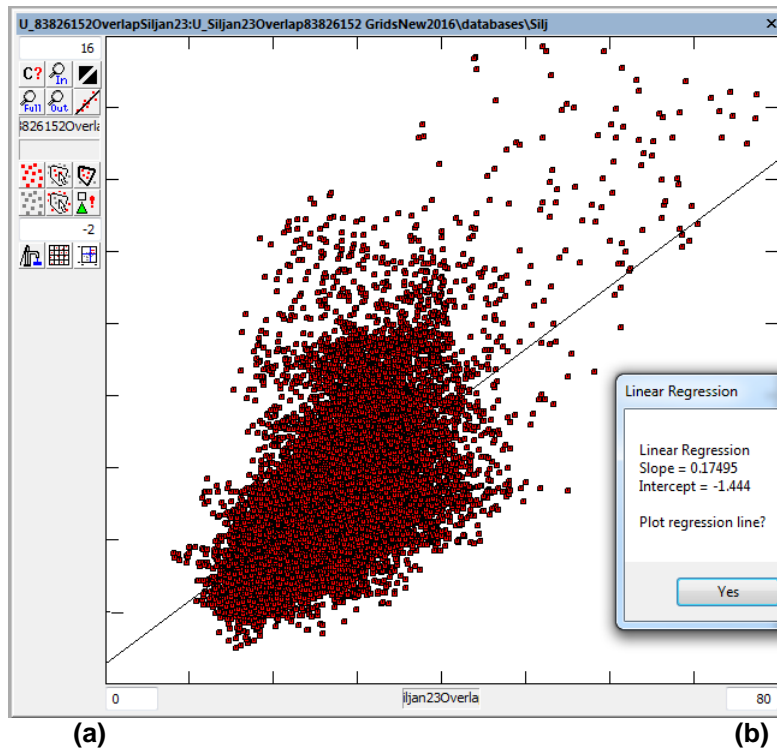 U_83826152OverlapSiljan23:U_Siljan23Overlap83826152 GridsNew2016\databases\Silj
16
C?
In
Full
Out
83826152Overla
-2
Linear Regression
Linear Regression
Slope = 0.17495
Intercept = -1.444
Plot regression line?
Yes
0
iljan23Overla
80
(a)
(b)